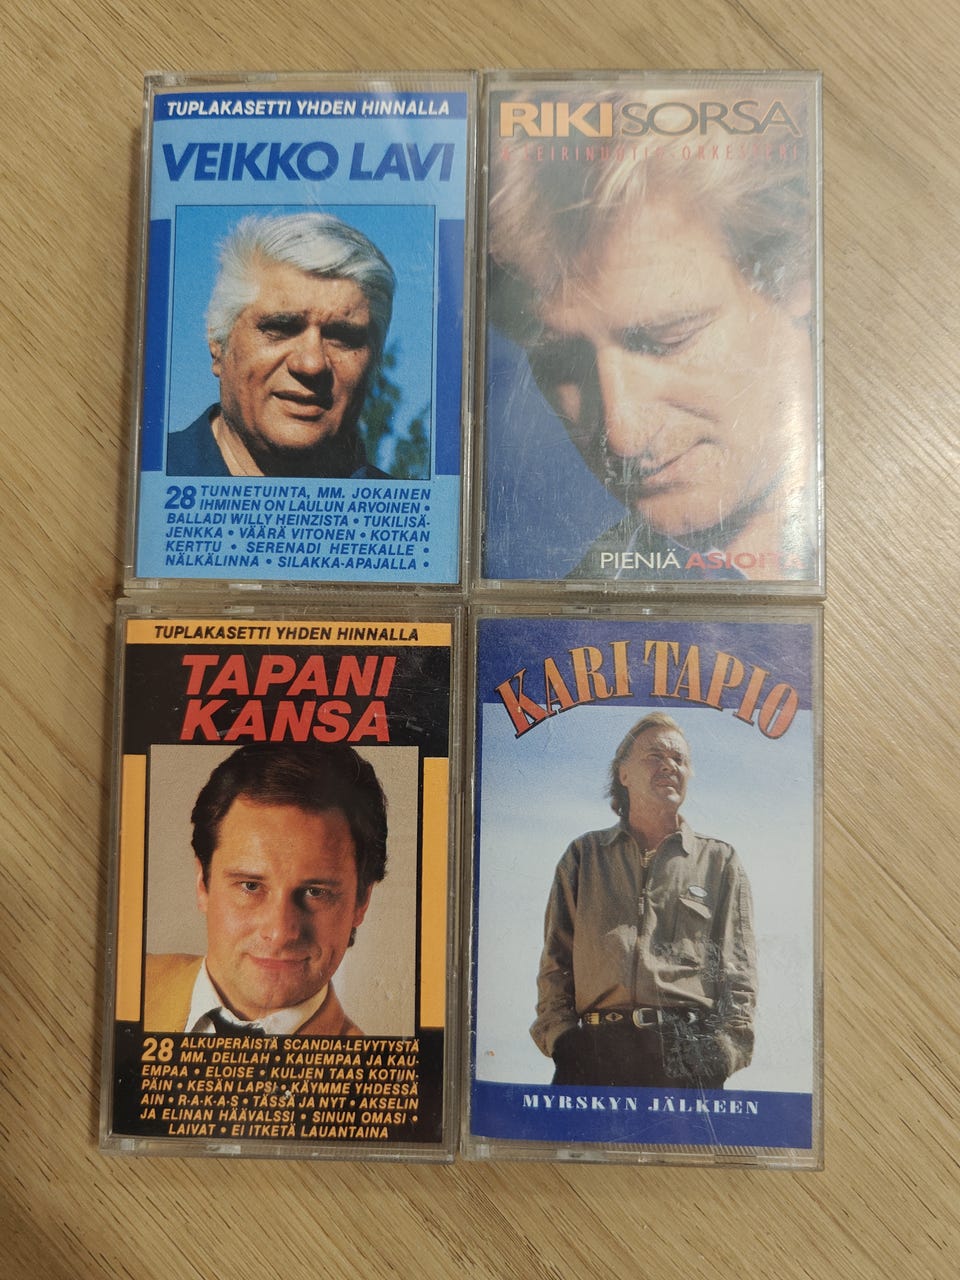 TUPLAKASETTI YHDEN HINNALLA
VEIKKO LAVI
28 TUNNETUINTA, MM. JOKAINEN
IHMINEN ON LAULUN ARVOINEN •
BALLADI WILLY HEINZISTA • TUKILISÄ-
JENKKA • VÄÄRÄ VITONEN • KOTKAN
KERTTU • SERENADI HETEKALLE •
NÄLKÄLINNA • SILAKKA-APAJALLA •
RIKI SORSA
& LEIRINUOTIO-ORKESTERI
PIENIÄ ASIOITA
TUPLAKASETTI YHDEN HINNALLA
TAPANI
KANSA
28 ALKUPERÄISTÄ SCANDIA-LEVYTYSTÄ
MM. DELILAH • KAUEMPAA JA KAU-
EMPAA • ELOISE • KULJEN TAAS KOTIIN-
PÄIN • KESÄN LAPSI • KÄYMME YHDESSÄ
AIN • R-A-K-A-S • TÄSSÄ JA NYT • AKSELIN
JA ELINAN HÄÄVALSSI • SINUN OMASI •
LAIVAT • EI ITKETÄ LAUANTAINA
KARI TAPIO
MYRSKYN JÄLKEEN